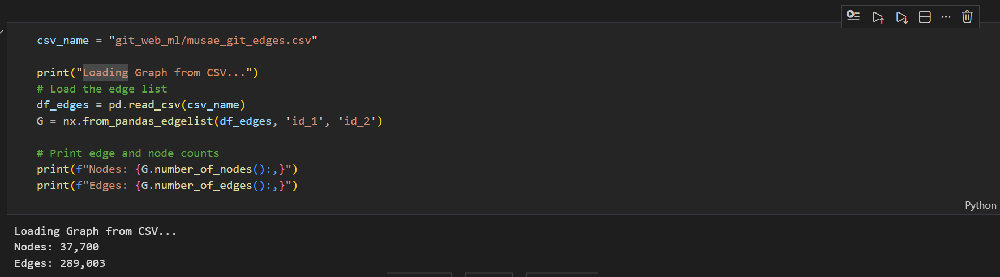 csv_name = "git_web_ml/musae_git_edges.csv"
print("Loading Graph from CSV...")
# Load the edge list
df_edges = pd.read_csv(csv_name)
G = nx.from_pandas_edgelist(df_edges, 'id_1', 'id_2')
# Print edge and node counts
print(f"Nodes: {G.number_of_nodes():,}")
print(f"Edges: {G.number_of_edges():,}")
Python
Loading Graph from CSV...
Nodes: 37,700
Edges: 289,003